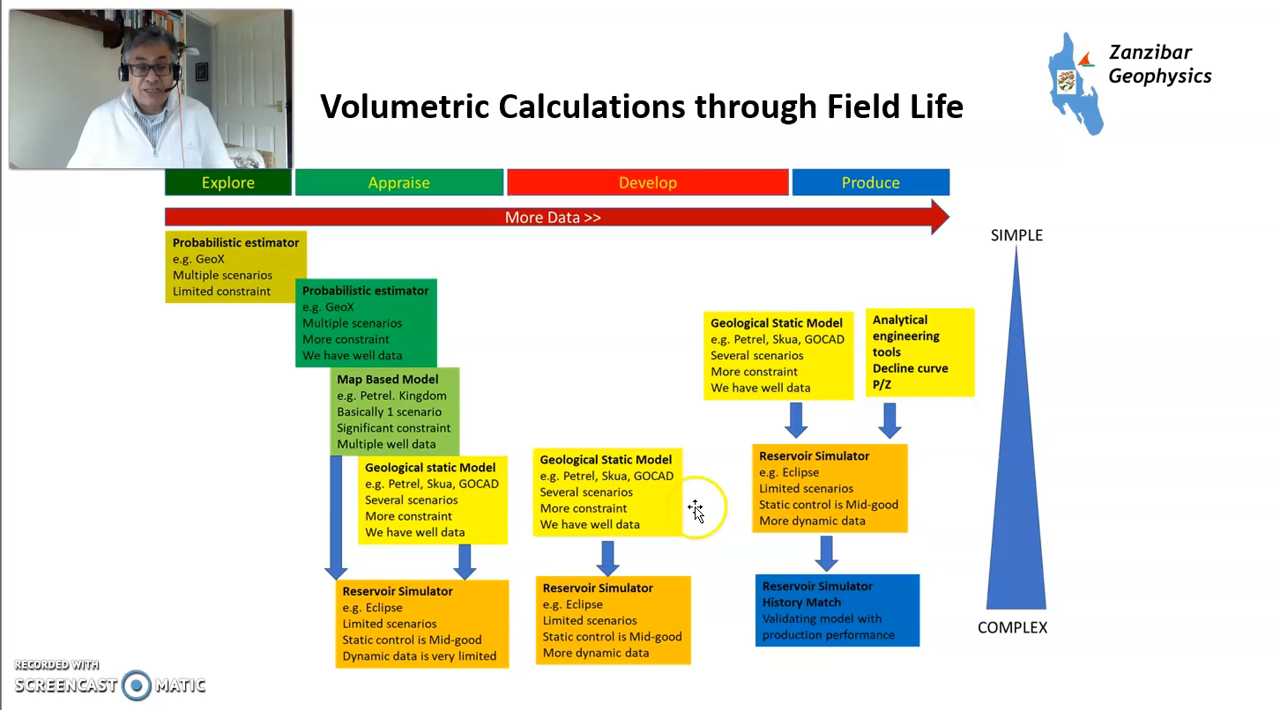 Zanzibar
Geophysics
Volumetric Calculations through Field Life
Explore
Appraise
Develop
Produce
More Data >>
Probabilistic estimator
e.g. GeoX
Multiple scenarios
Limited constraint
Probabilistic estimator
e.g. GeoX
Multiple scenarios
More constraint
We have well data
Map Based Model
e.g. Petrel. Kingdom
Basically 1 scenario
Significant constraint
Multiple well data
Geological static Model
e.g. Petrel, Skua, GOCAD
Several scenarios
More constraint
We have well data
Reservoir Simulator
e.g. Eclipse
Limited scenarios
Static control is Mid-good
Dynamic data is very limited
Geological Static Model
e.g. Petrel, Skua, GOCAD
Several scenarios
More constraint
We have well data
Reservoir Simulator
e.g. Eclipse
Limited scenarios
Static control is Mid-good
More dynamic data
Geological Static Model
e.g. Petrel, Skua, GOCAD
Several scenarios
More constraint
We have well data
Analytical
engineering
tools
Decline curve
P/Z
Reservoir Simulator
e.g. Eclipse
Limited scenarios
Static control is Mid-good
More dynamic data
Reservoir Simulator
History Match
Validating model with
production performance
SIMPLE
COMPLEX
RECORDED WITH
SCREENCAST MATIC